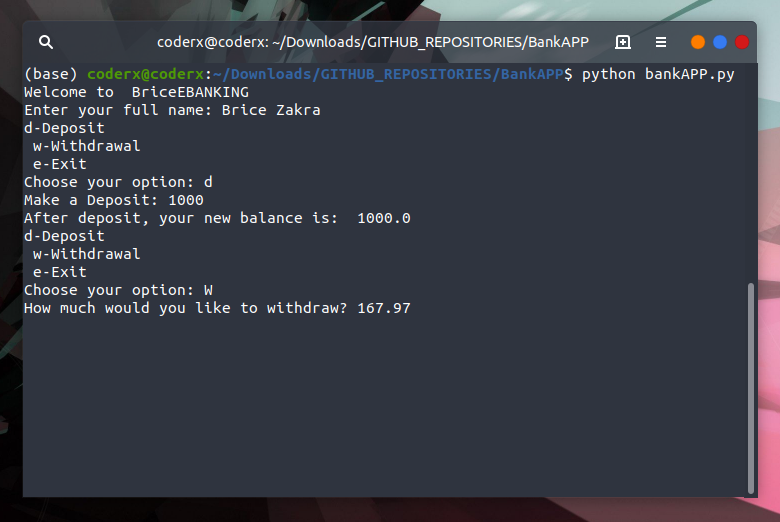 coderx@coderx: ~/Downloads/GITHUB_REPOSITORIES/BankAPP
(base) coderx@coderx:~/Downloads/GITHUB_REPOSITORIES/BankAPP$ python bankAPP.py
Welcome to  BriceEBANKING
Enter your full name: Brice Zakra
d-Deposit
 w-Withdrawal
 e-Exit
Choose your option: d
Make a Deposit: 1000
After deposit, your new balance is:  1000.0
d-Deposit
 w-Withdrawal
 e-Exit
Choose your option: W
How much would you like to withdraw? 167.97